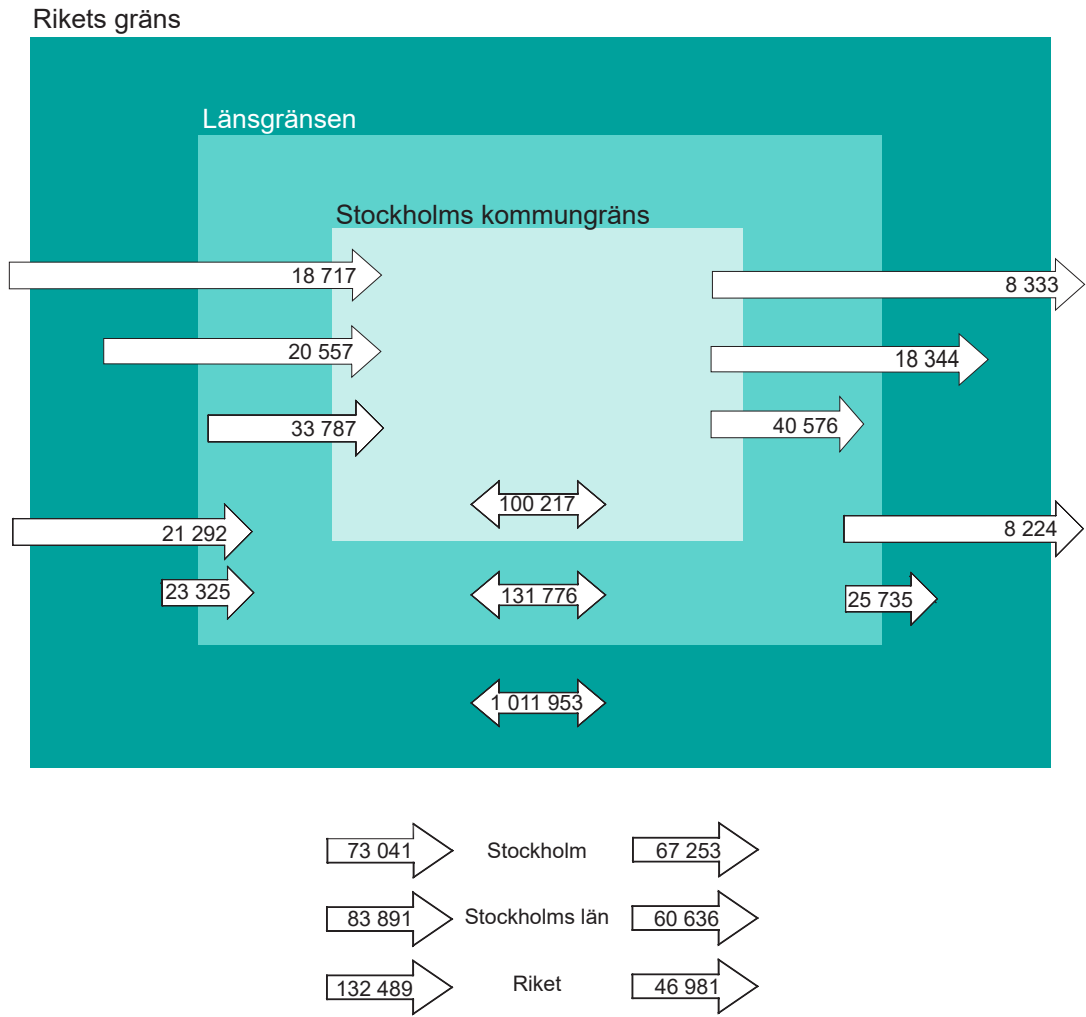 Rikets gräns
Länsgränsen
Stockholms kommungräns
18 717
8 333
20 557
18 344
33 787
40 576
100 217
21 292
8 224
23 325
131 776
25 735
1 011 953
73 041 Stockholm 67 253
83 891 Stockholms län 60 636
132 489 Riket 46 981